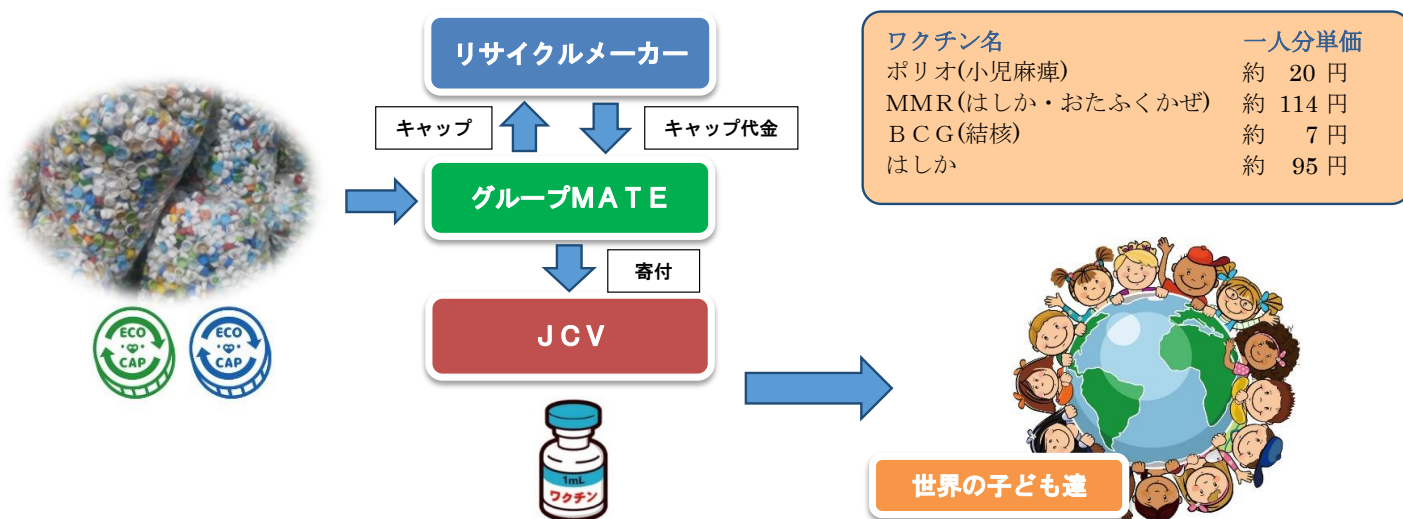 リサイクルメーカー
キャップ
キャップ代金
グループMATE
寄付
JCV
ECO
CAP
ECO
CAP
1mL
ワクチン
ワクチン名 一人分単価
ポリオ(小児麻痺) 約 20 円
MMR(はしか・おたふくかぜ) 約 114 円
BCG(結核) 約 7 円
はしか 約 95 円
世界の子ども達